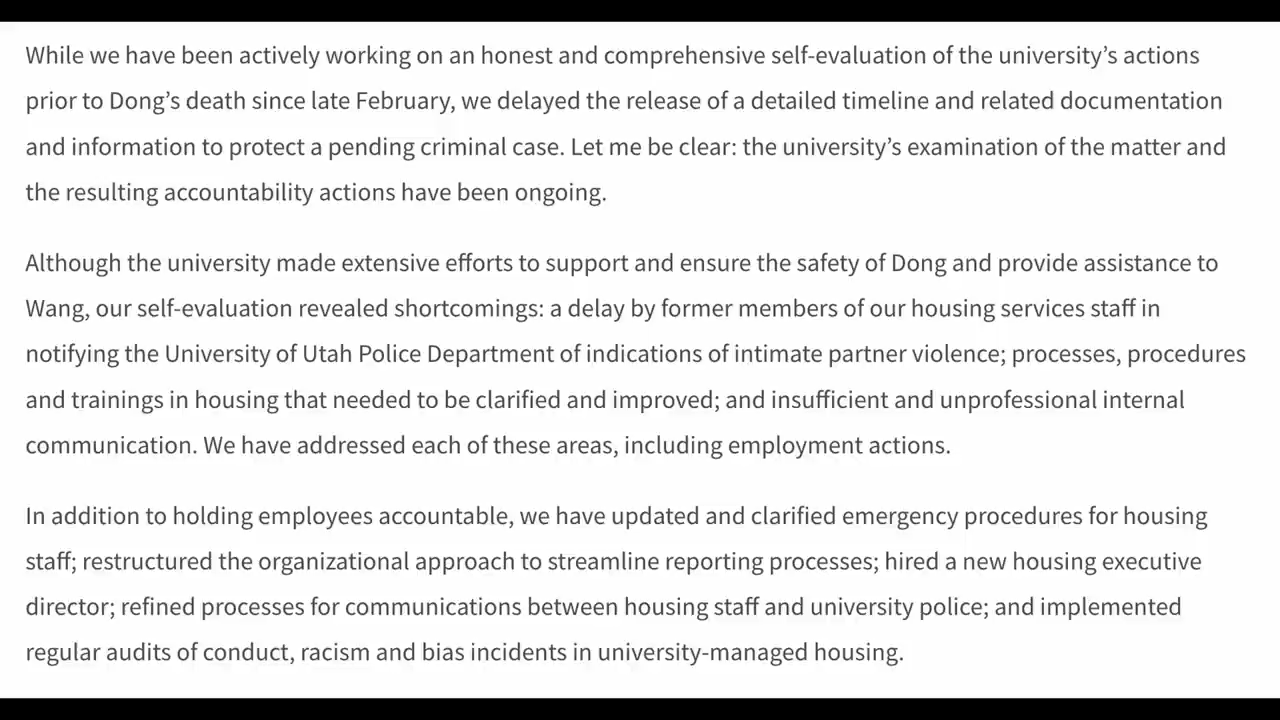 While we have been actively working on an honest and comprehensive self-evaluation of the university’s actions
prior to Dong’s death since late February, we delayed the release of a detailed timeline and related documentation
and information to protect a pending criminal case. Let me be clear: the university’s examination of the matter and
the resulting accountability actions have been ongoing.
Although the university made extensive efforts to support and ensure the safety of Dong and provide assistance to
Wang, our self-evaluation revealed shortcomings: a delay by former members of our housing services staff in
notifying the University of Utah Police Department of indications of intimate partner violence; processes, procedures
and trainings in housing that needed to be clarified and improved; and insufficient and unprofessional internal
communication. We have addressed each of these areas, including employment actions.
In addition to holding employees accountable, we have updated and clarified emergency procedures for housing
staff; restructured the organizational approach to streamline reporting processes; hired a new housing executive
director; refined processes for communications between housing staff and university police; and implemented
regular audits of conduct, racism and bias incidents in university-managed housing.